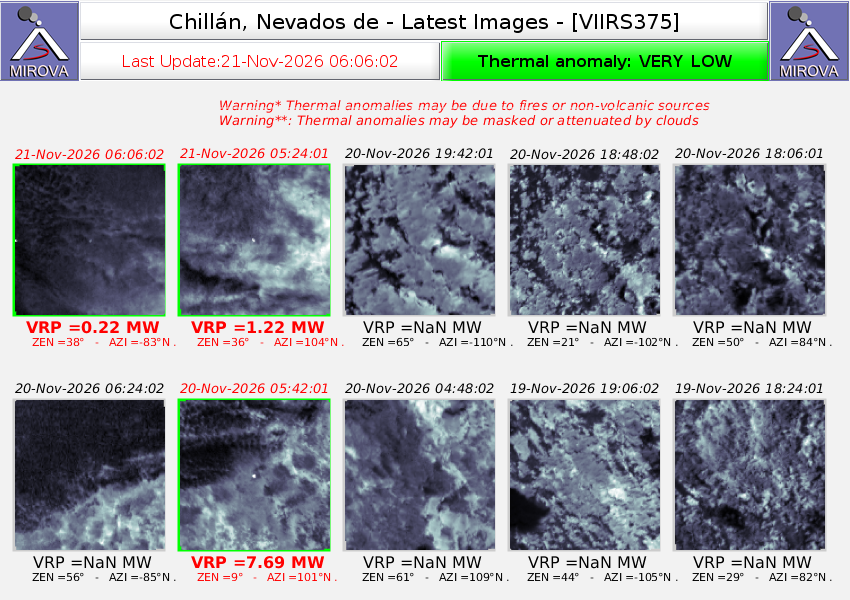 Chillán, Nevados de - Latest Images - [VIIRS375]
MIROVA
Last Update:21-Nov-2026 06:06:02
Thermal anomaly: VERY LOW
MIROVA
Warning* Thermal anomalies may be due to fires or non-volcanic sources
Warning**: Thermal anomalies may be masked or attenuated by clouds
21-Nov-2026 06:06:02
21-Nov-2026 05:24:01
20-Nov-2026 19:42:01
20-Nov-2026 18:48:02
20-Nov-2026 18:06:01
VRP =0.22 MW
VRP =1.22 MW
VRP =NaN MW
VRP =NaN MW
VRP =NaN MW
ZEN =38° - AZI =-83°N .
ZEN =36° - AZI =104°N .
ZEN =65° - AZI =-110°N .
ZEN =21° - AZI =-102°N .
ZEN =50° - AZI =84°N .
20-Nov-2026 06:24:02
20-Nov-2026 05:42:01
20-Nov-2026 04:48:02
19-Nov-2026 19:06:02
19-Nov-2026 18:24:01
VRP =NaN MW
VRP =7.69 MW
VRP =NaN MW
VRP =NaN MW
VRP =NaN MW
ZEN =56° - AZI =-85°N .
ZEN =9° - AZI =101°N .
ZEN =61° - AZI =109°N .
ZEN =44° - AZI =-105°N .
ZEN =29° - AZI =82°N .